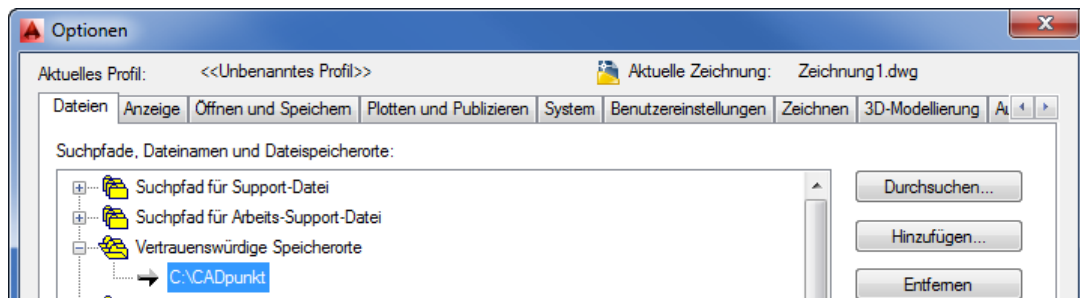 Optionen
Aktuelles Profil: <<Unbenanntes Profil>> Aktuelle Zeichnung: Zeichnung1.dwg
Dateien Anzeige Öffnen und Speichern Plotten und Publizieren System Benutzereinstellungen Zeichnen 3D-Modellierung
Suchpfade, Dateinamen und Dateispeicherorte:
Suchpfad für Support-Datei Durchsuchen...
Suchpfad für Arbeits-Support-Datei
Vertrauenswürdige Speicherorte Hinzufügen...
C:\CADpunkt Entfernen